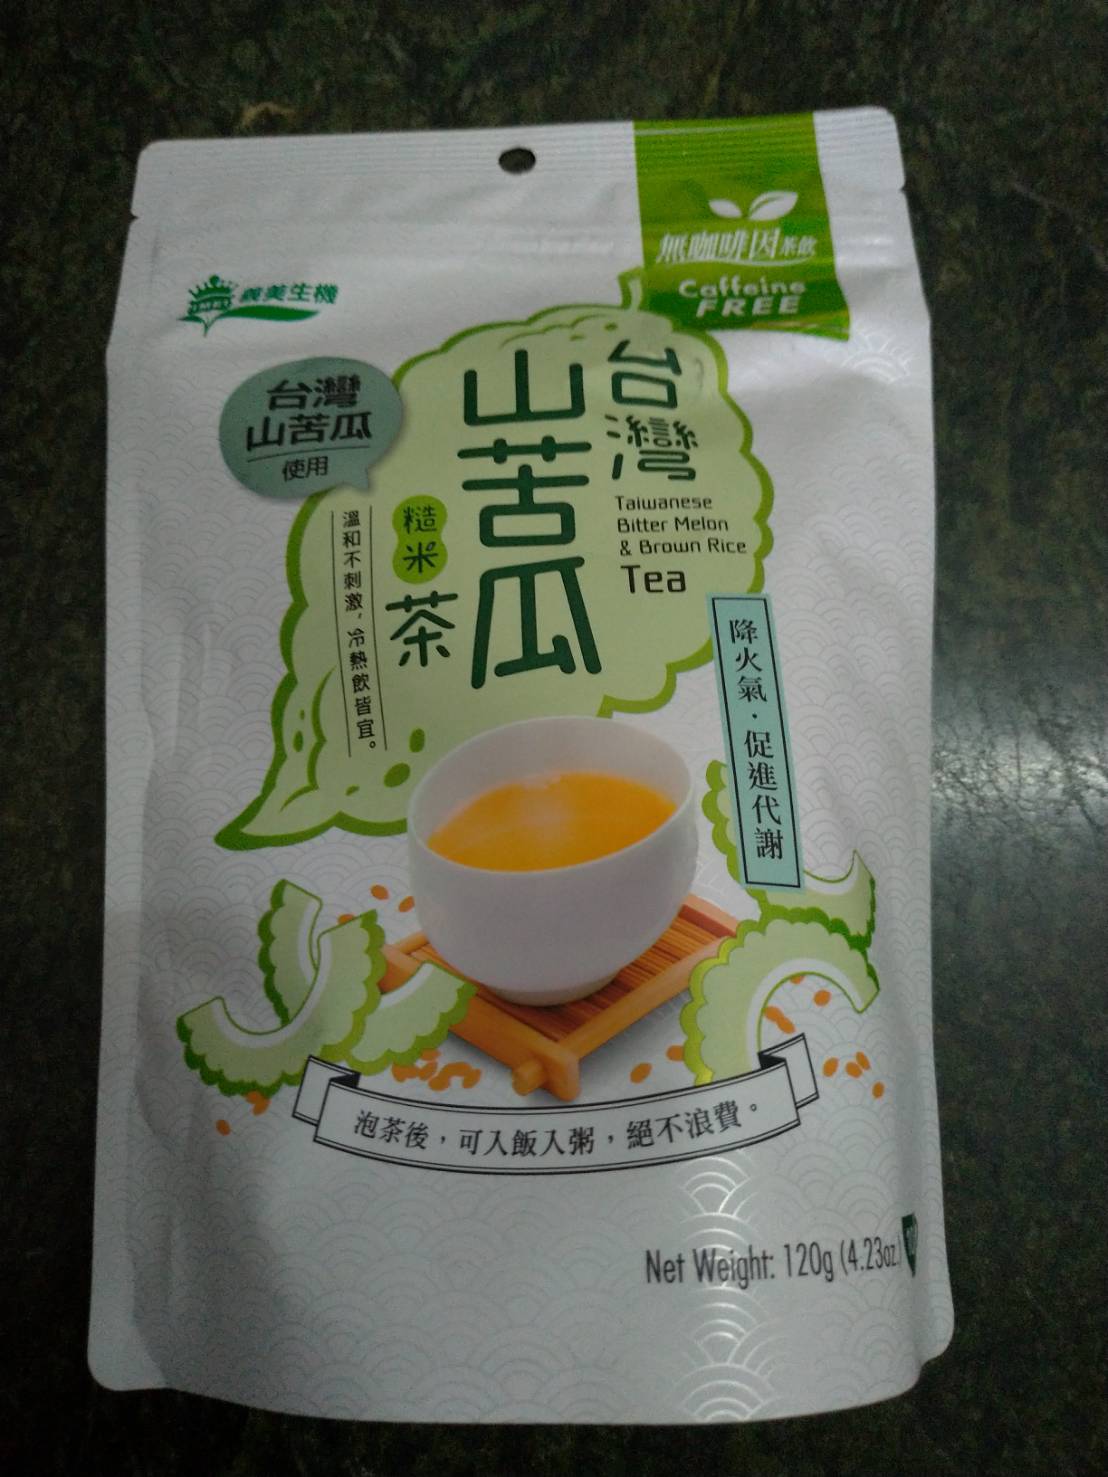 無咖啡因茶飲
Caffeine
FREE
IMEI
義美生機
台灣
山苦瓜
使用
台灣
山苦瓜
糙米
茶
Taiwanese
Bitter Melon
& Brown Rice
Tea
溫和不刺激,冷熱飲皆宜。
降火氣·促進代謝
泡茶後,可入飯入粥,絕不浪費。
Net Weight: 120g (4.23oz.)